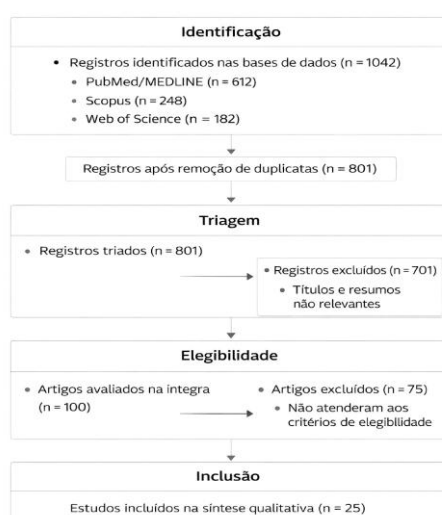 Identificação
• Registros identificados nas bases de dados (n = 1042)
• PubMed/MEDLINE (n = 612)
• Scopus (n = 248)
• Web of Science (n = 182)
Registros após remoção de duplicatas (n = 801)
Triagem
• Registros triados (n = 801)
• Registros excluídos (n = 701)
• Títulos e resumos
não relevantes
Elegibilidade
• Artigos avaliados na íntegra
(n = 100)
• Artigos excluídos (n = 75)
• Não atenderam aos
critérios de elegibilidade
Inclusão
Estudos incluídos na síntese qualitativa (n = 25)